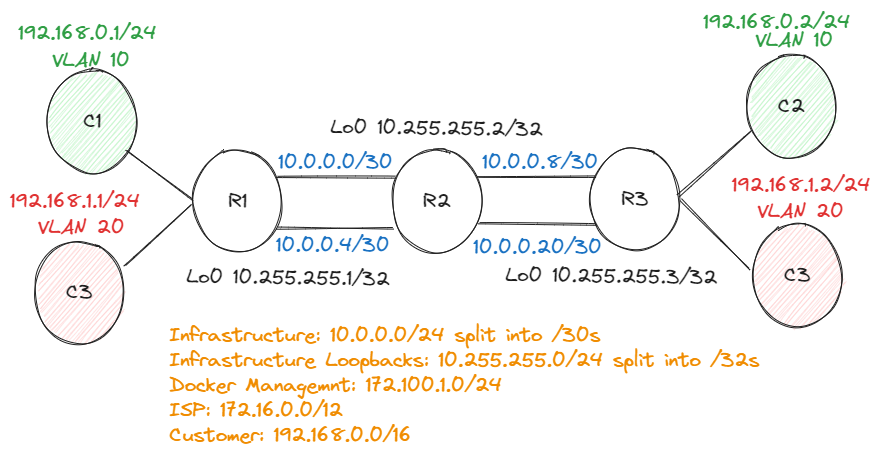 192.168.0.1/24
VLAN 10
192.168.0.2/24
VLAN 10
C1
C2
Lo0 10.255.255.2/32
10.0.0.0/30
10.0.0.8/30
192.168.1.1/24
VLAN 20
192.168.1.2/24
VLAN 20
R1
R2
R3
10.0.0.4/30
10.0.0.20/30
Lo0 10.255.255.1/32
Lo0 10.255.255.3/32
C3
C3
Infrastructure: 10.0.0.0/24 split into /30s
Infrastructure Loopbacks: 10.255.255.0/24 split into /32s
Docker Managemnt: 172.100.1.0/24
ISP: 172.16.0.0/12
Customer: 192.168.0.0/16